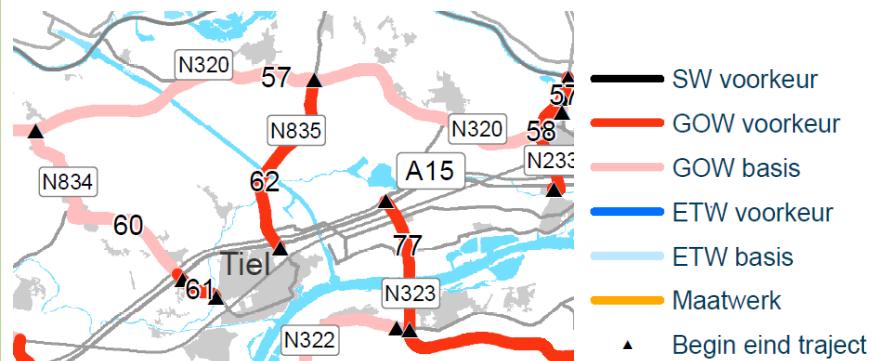 N320
57
57
SW voorkeur
N835
N320
58
GOW voorkeur
N834
62
A15
N233
GOW basis
60
77
ETW voorkeur
Tiel
61
N323
ETW basis
N322
Maatwerk
Begin eind traject